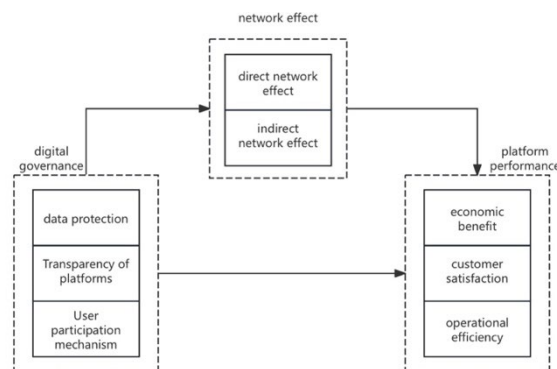 network effect
direct network
effect
indirect
network effect
digital
governance
data protection
Transparency of
platforms
User
participation
mechanism
platform
performance
economic
benefit
customer
satisfaction
operational
efficiency